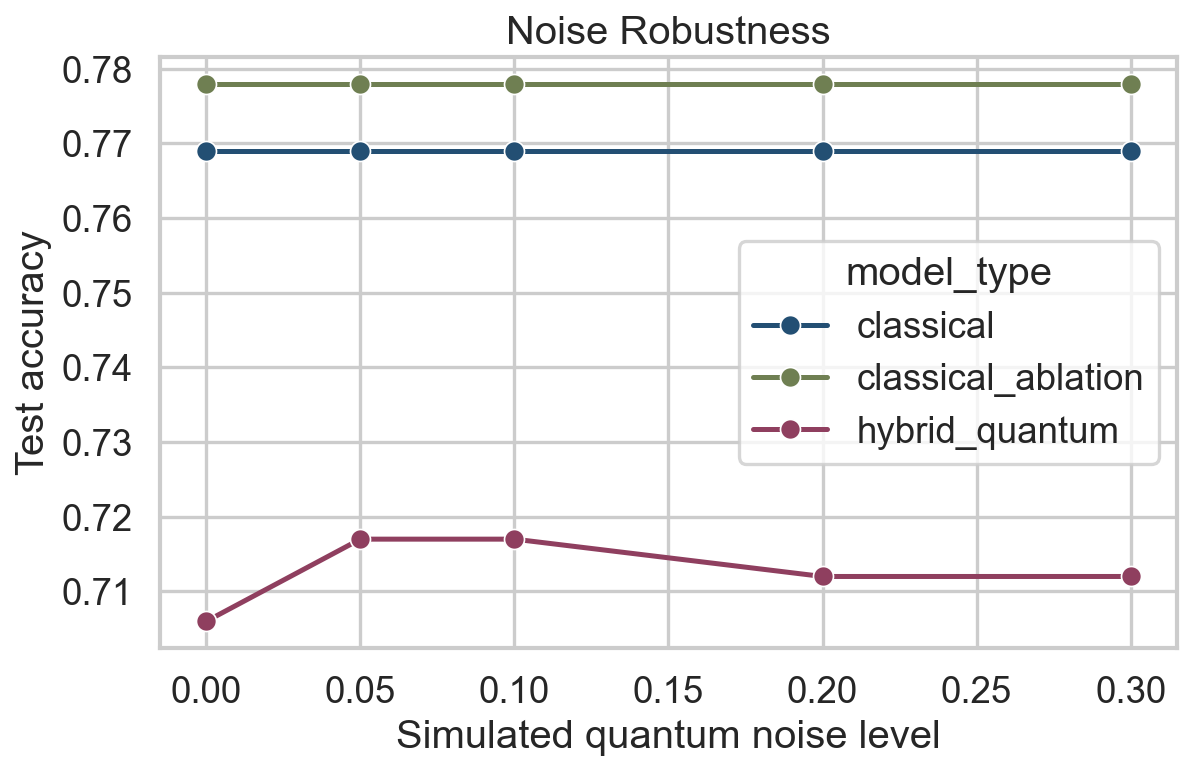 Noise Robustness
0.78
0.77
0.76
0.75
0.74
0.73
0.72
0.71
Test accuracy
model_type
classical
classical_ablation
hybrid_quantum
0.00 0.05 0.10 0.15 0.20 0.25 0.30
Simulated quantum noise level